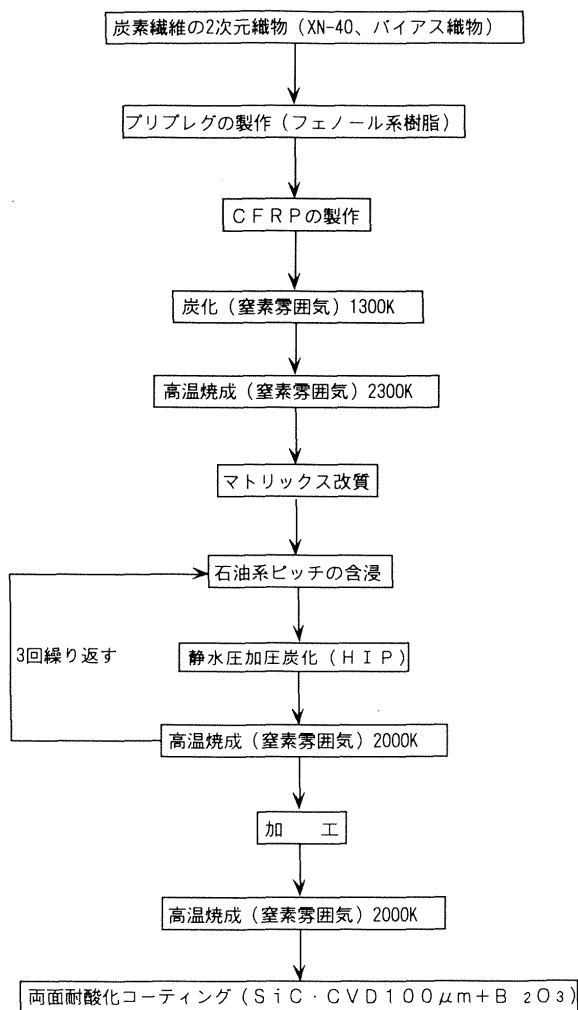 炭素繊維の2次元織物（XN-40、バイアス織物）
プリプレグの製作（フェノール系樹脂）
ＣＦＲＰの製作
炭化（窒素雰囲気）1300K
高温焼成（窒素雰囲気）2300K
マトリックス改質
石油系ピッチの含浸
3回繰り返す
静水圧加圧炭化（ＨＩＰ）
高温焼成（窒素雰囲気）2000K
加　　工
高温焼成（窒素雰囲気）2000K
両面耐酸化コーティング（ＳｉＣ・ＣＶＤ100μm＋Ｂ₂Ｏ₃）